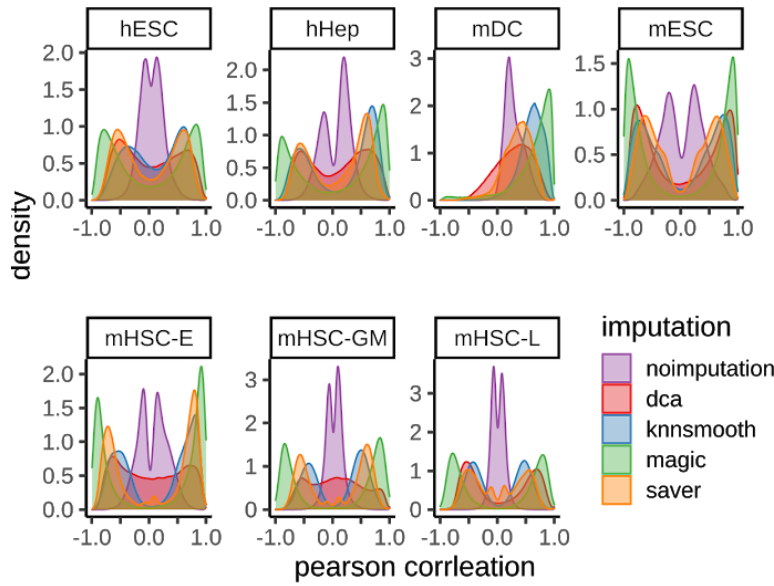 hESC hHep mDC mESC
2.0
1.5
1.0
0.5
0.0
2.0
1.5
1.0
0.5
0.0
3
2
1
0
1.5
1.0
0.5
0.0
-1.0 0.0 1.0 -1.0 0.0 1.0 -1.0 0.0 1.0 -1.0 0.0 1.0
density
mHSC-E mHSC-GM mHSC-L
2.0
1.5
1.0
0.5
0.0
3
2
1
0
3
2
1
0
-1.0 0.0 1.0 -1.0 0.0 1.0 -1.0 0.0 1.0
pearson corrleation
imputation
noimputation
dca
knnsmooth
magic
saver